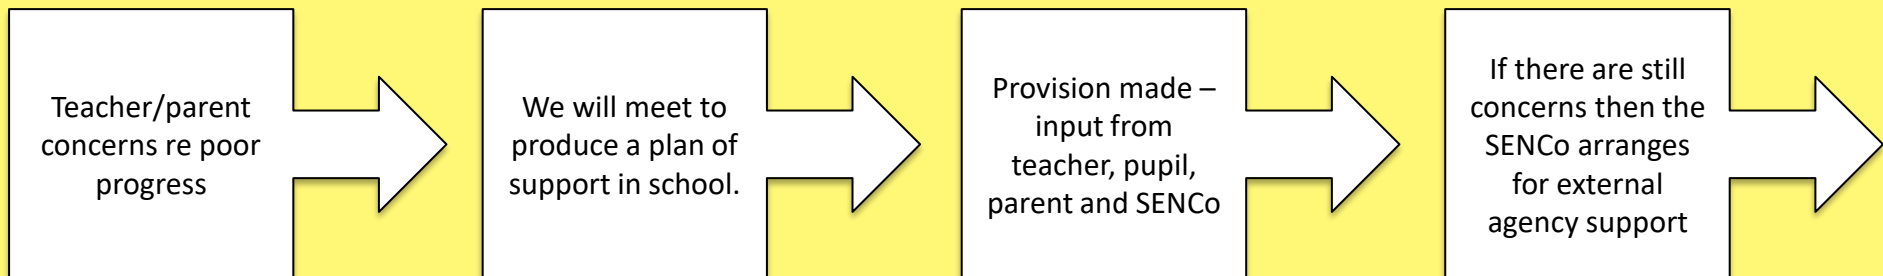 Teacher/parent
concerns re poor
progress
We will meet to
produce a plan of
support in school.
Provision made –
input from
teacher, pupil,
parent and SENCo
If there are still
concerns then the
SENCo arranges
for external
agency support